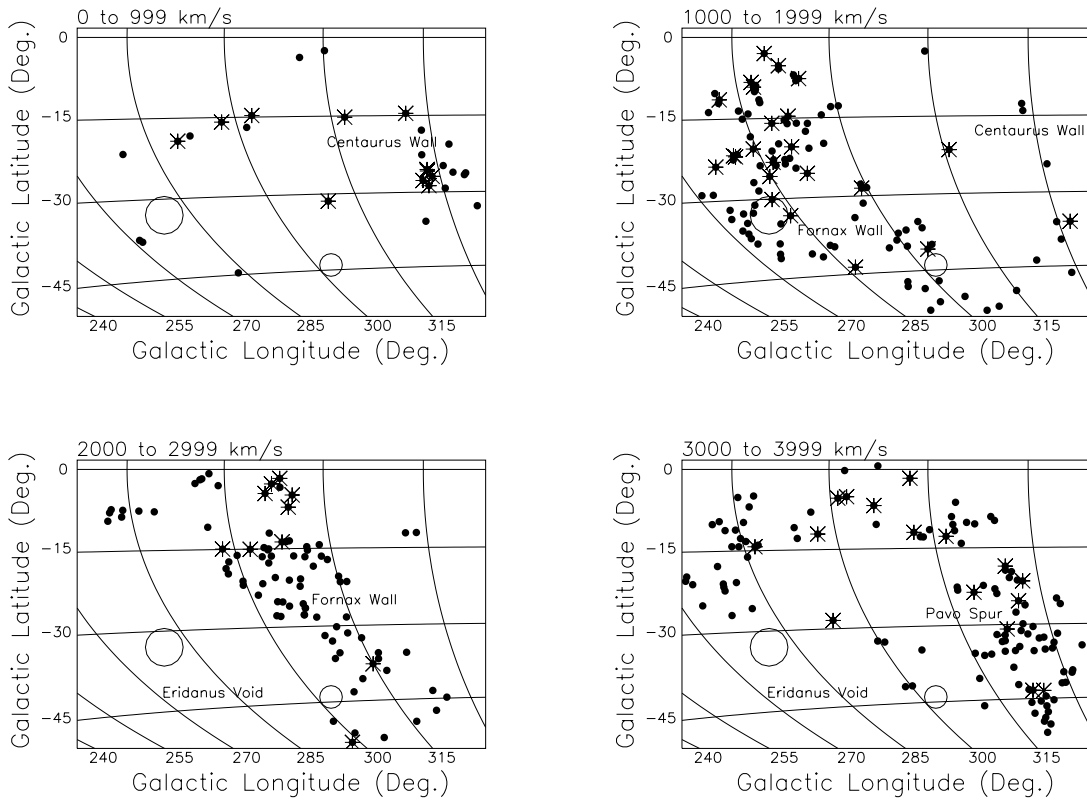 0 to 999 km/s
0
−15
−30
−45
Galactic Latitude (Deg.)
Centaurus Wall
240 255 270 285 300 315
Galactic Longitude (Deg.)
1000 to 1999 km/s
0
−15
−30
−45
Galactic Latitude (Deg.)
Centaurus Wall
Fornax Wall
240 255 270 285 300 315
Galactic Longitude (Deg.)
2000 to 2999 km/s
0
−15
−30
−45
Galactic Latitude (Deg.)
Fornax Wall
Eridanus Void
240 255 270 285 300 315
Galactic Longitude (Deg.)
3000 to 3999 km/s
0
−15
−30
−45
Galactic Latitude (Deg.)
Pavo Spur
Eridanus Void
240 255 270 285 300 315
Galactic Longitude (Deg.)